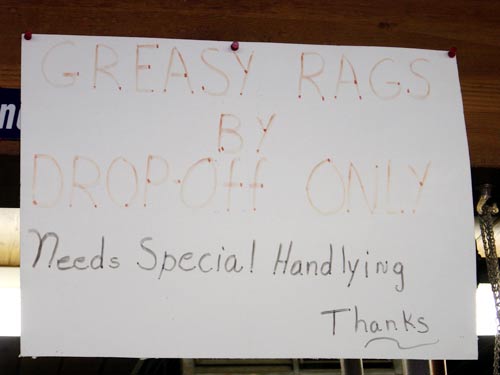 GREASY RAGS
BY
DROP-Off ONLY
Needs Special Handlying
Thanks